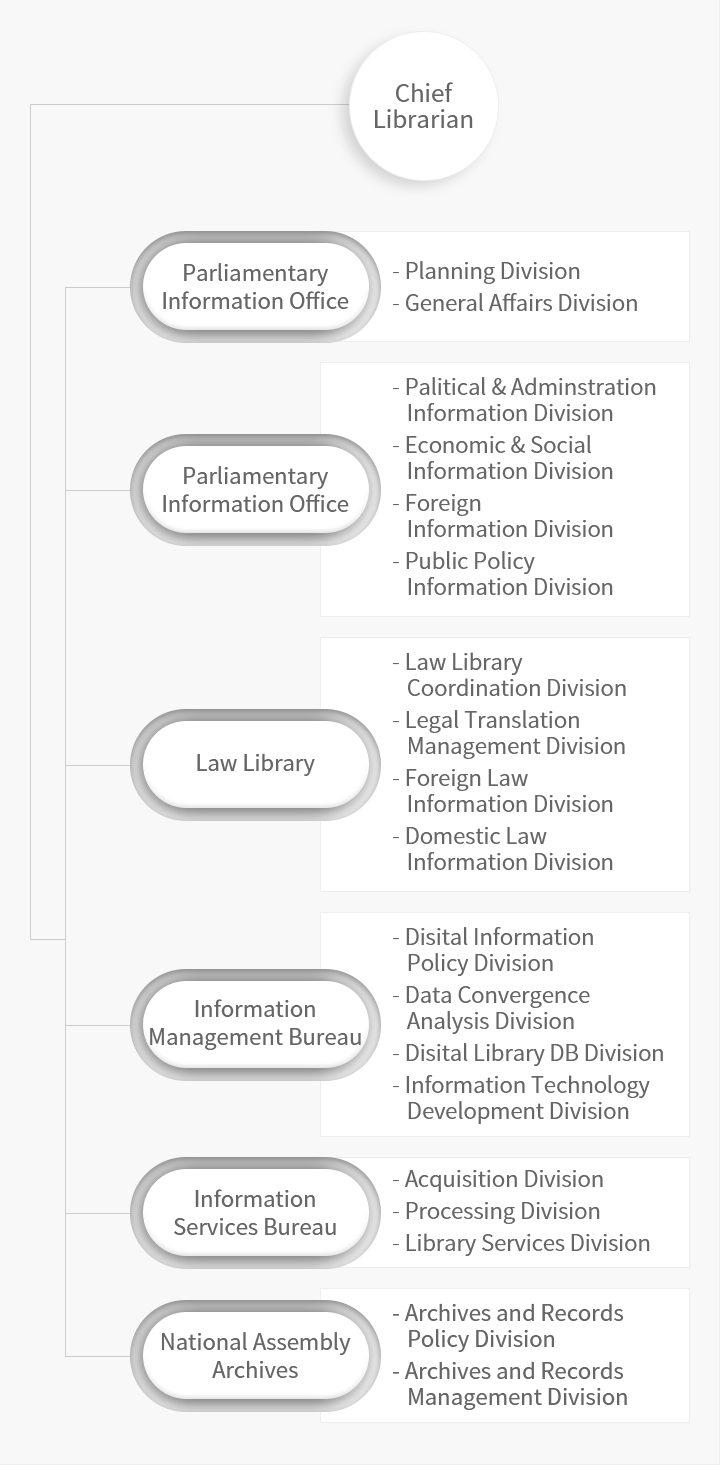 Chief
Librarian
Parliamentary
Information Office
- Planning Division
- General Affairs Division
Parliamentary
Information Office
- Palitical & Adminstration
Information Division
- Economic & Social
Information Division
- Foreign
Information Division
- Public Policy
Information Division
Law Library
- Law Library
Coordination Division
- Legal Translation
Management Division
- Foreign Law
Information Division
- Domestic Law
Information Division
Information
Management Bureau
- Disital Information
Policy Division
- Data Convergence
Analysis Division
- Disital Library DB Division
- Information Technology
Development Division
Information
Services Bureau
- Acquisition Division
- Processing Division
- Library Services Division
National Assembly
Archives
- Archives and Records
Policy Division
- Archives and Records
Management Division